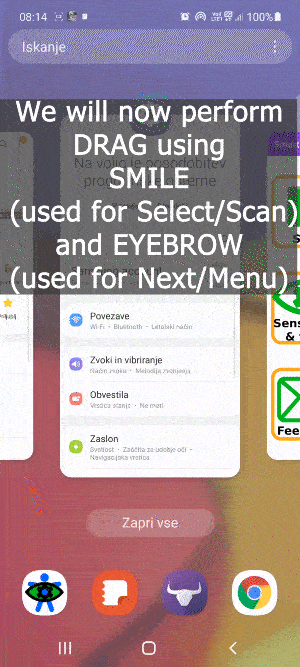 08:14
100%
Iskanje
We will now perform
DRAG using
SMILE
(used for Select/Scan)
and EYEBROW
(used for Next/Menu)
Povezave
Wi-Fi • Bluetooth • Letalski način
Zvoki in vibriranje
Način zvoka • Melodija zvonjenja
Obvestila
Vrstica stanja • Ne moti
Zaslon
Svetlost • Zaščita za udobje oči •
Navigacijska vrstica
Sens
&
Fee
Zapri vse